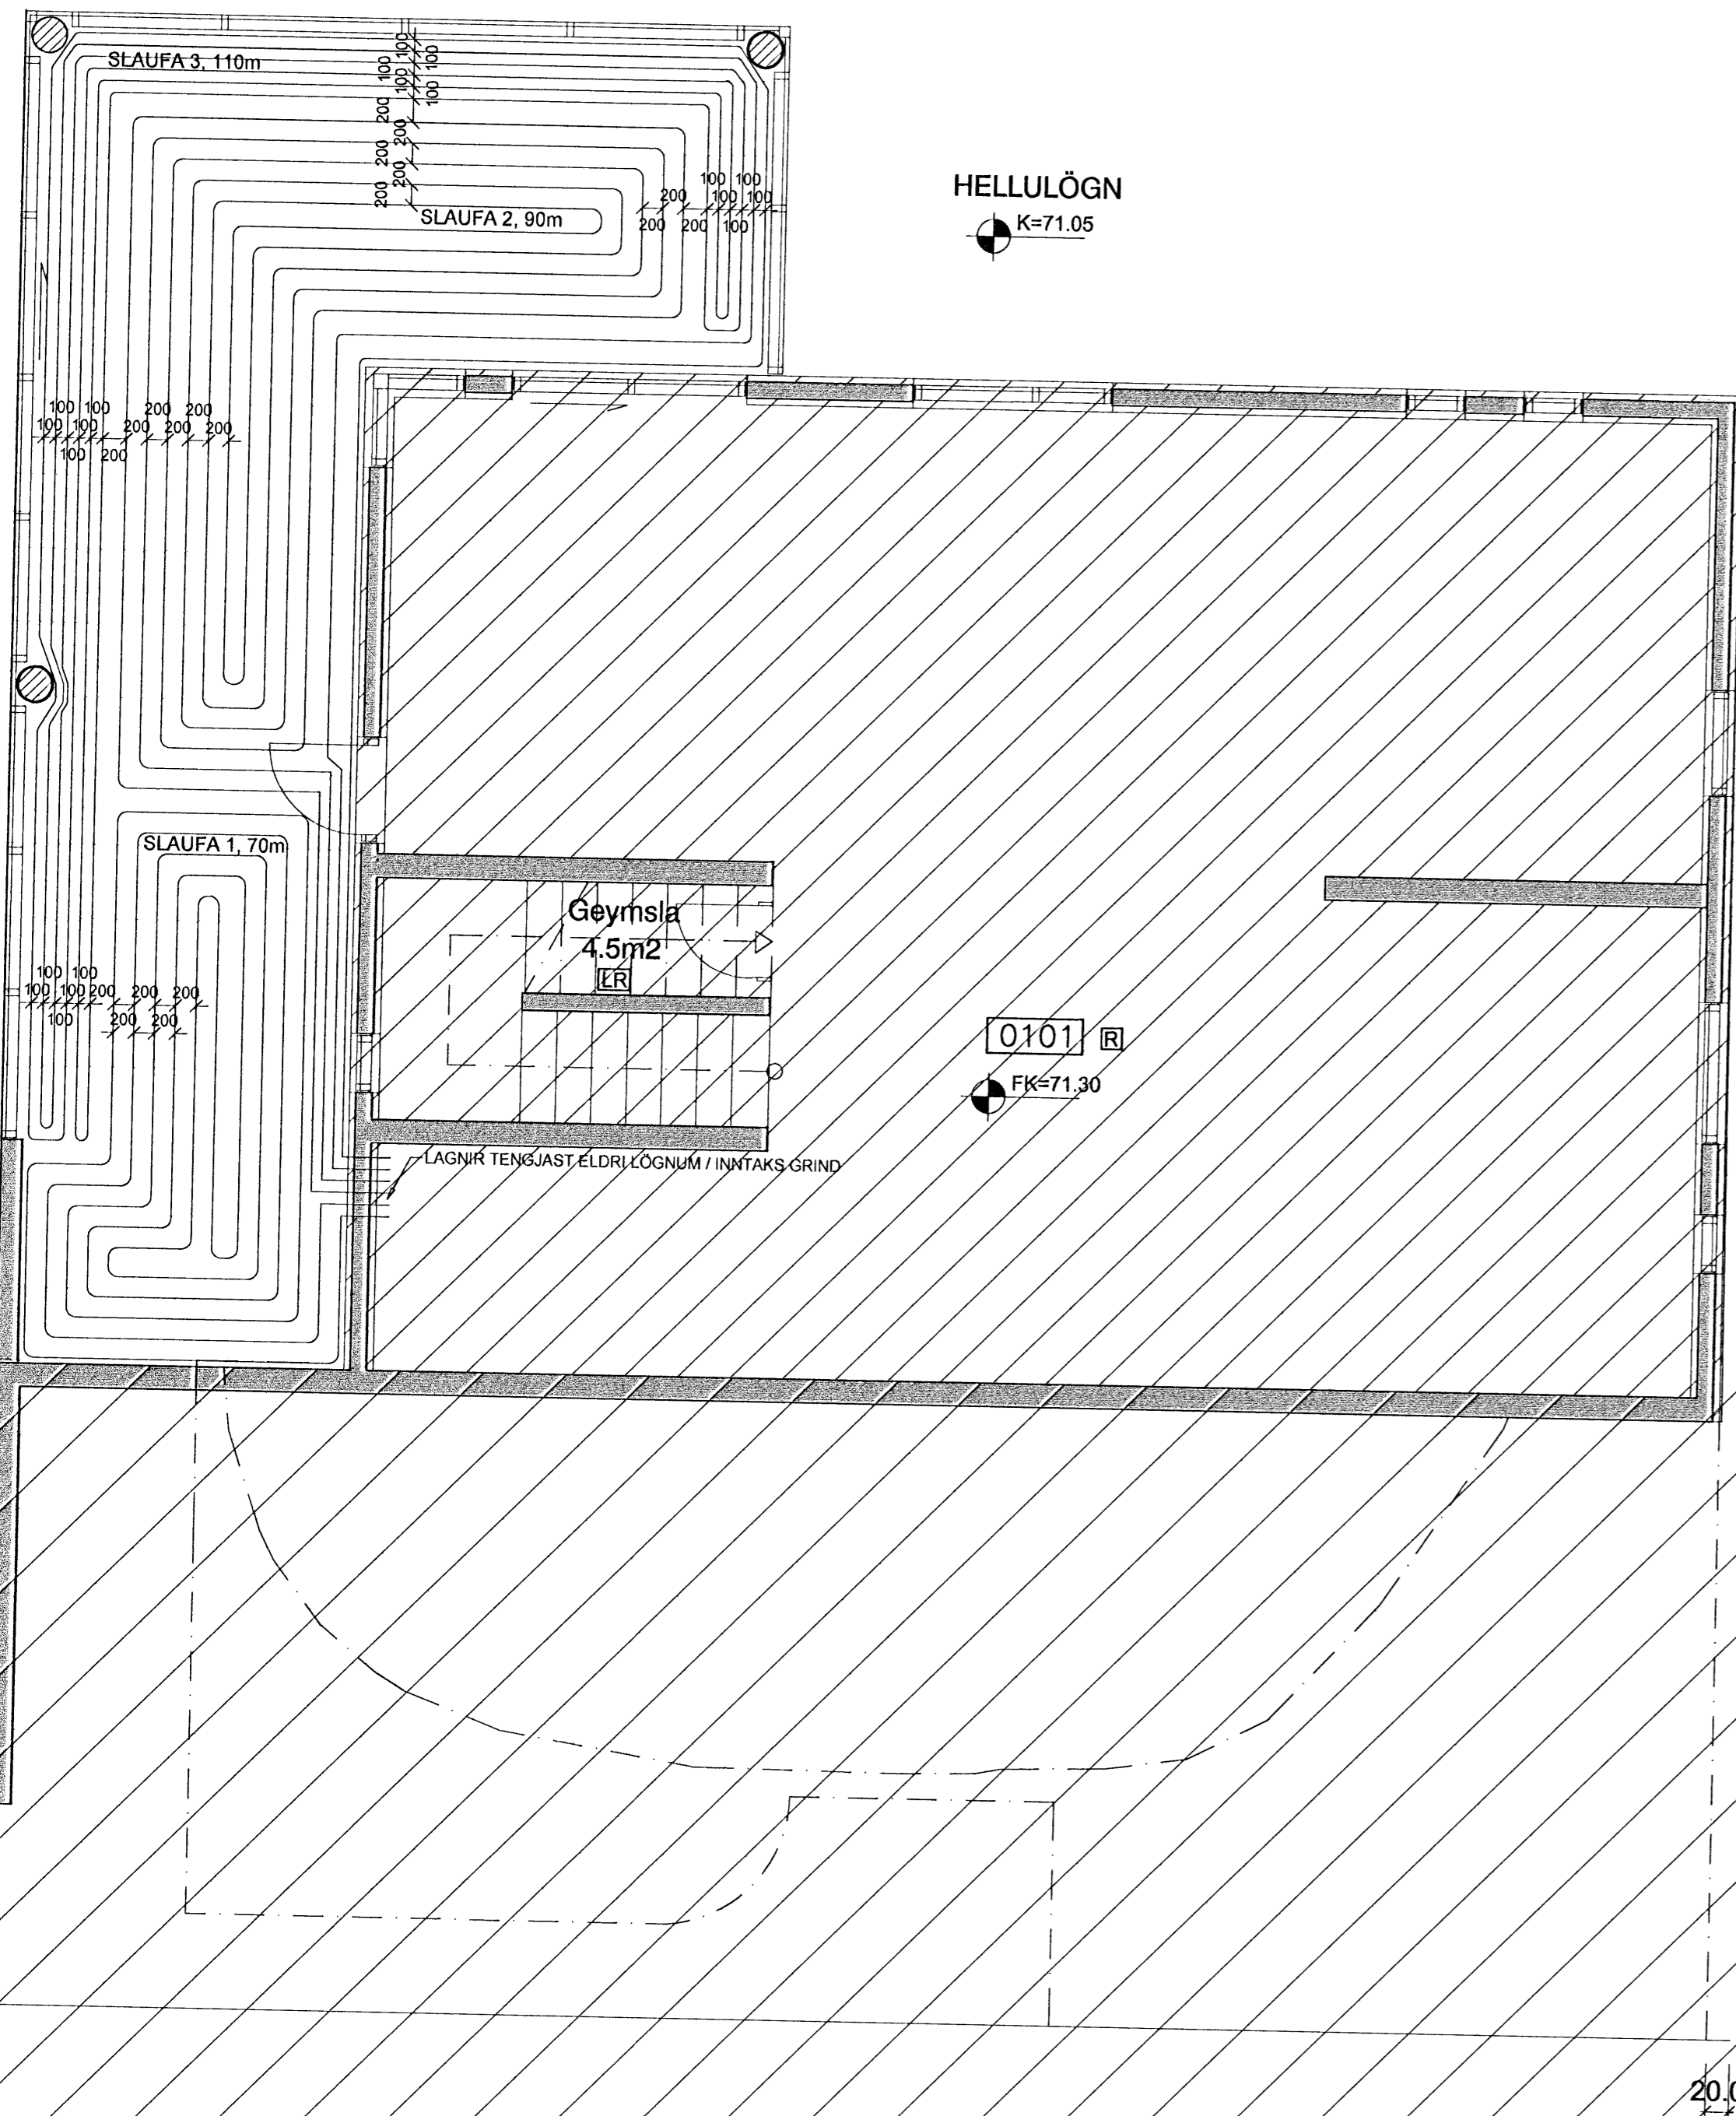 SLAUFA 3, 110m
100
100
100
100
100
100
200
200
200
200
200
200
SLAUFA 2, 90m
100 100
200 100 100
200 200 100
HELLULÖGN
K=71.05
100 100 200 200
100 100 200 200 200
100 200
SLAUFA 1, 70m
Geymsla
4.5m2
ER
100 100
100 100 200 200 200
100 200 200
0101 R
FK=71.30
LAGNIR TENGJAST ELDRI LÖGNUM / INNTAKS GRIND